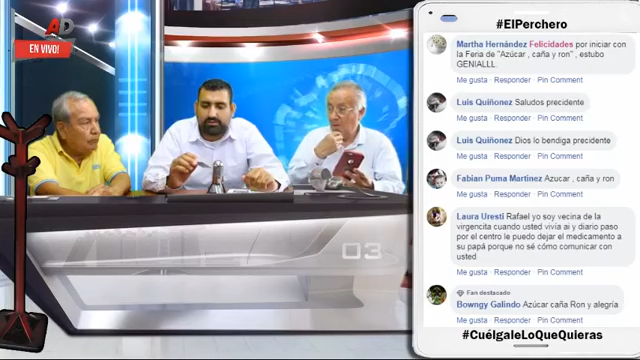 AD
EN VIVO!
03
#ElPerchero
Martha Hernández Felicidades por iniciar con
la Feria de "Azúcar , caña y ron" , estubo
GENIALLL
Me gusta · Responder · Pin Comment
Luis Quiñonez Saludos precidente
Me gusta · Responder · Pin Comment
Luis Quiñonez Dios lo bendiga precidente
Me gusta · Responder · Pin Comment
Fabian Puma Martinez Azucar , caña y ron
Me gusta · Responder · Pin Comment
Laura Uresti Rafael yo soy vecina de la
virgencita cuando usted vivía ai y diario paso
por el centro le puedo dejar el medicamento a
su papá porque no sé cómo comunicar con
usted
Me gusta · Responder · Pin Comment
Fan destacado
Bowngy Galindo Azúcar caña Ron y alegría
Me gusta · Responder · Pin Comment
#CuélgaleLoQueQuieras